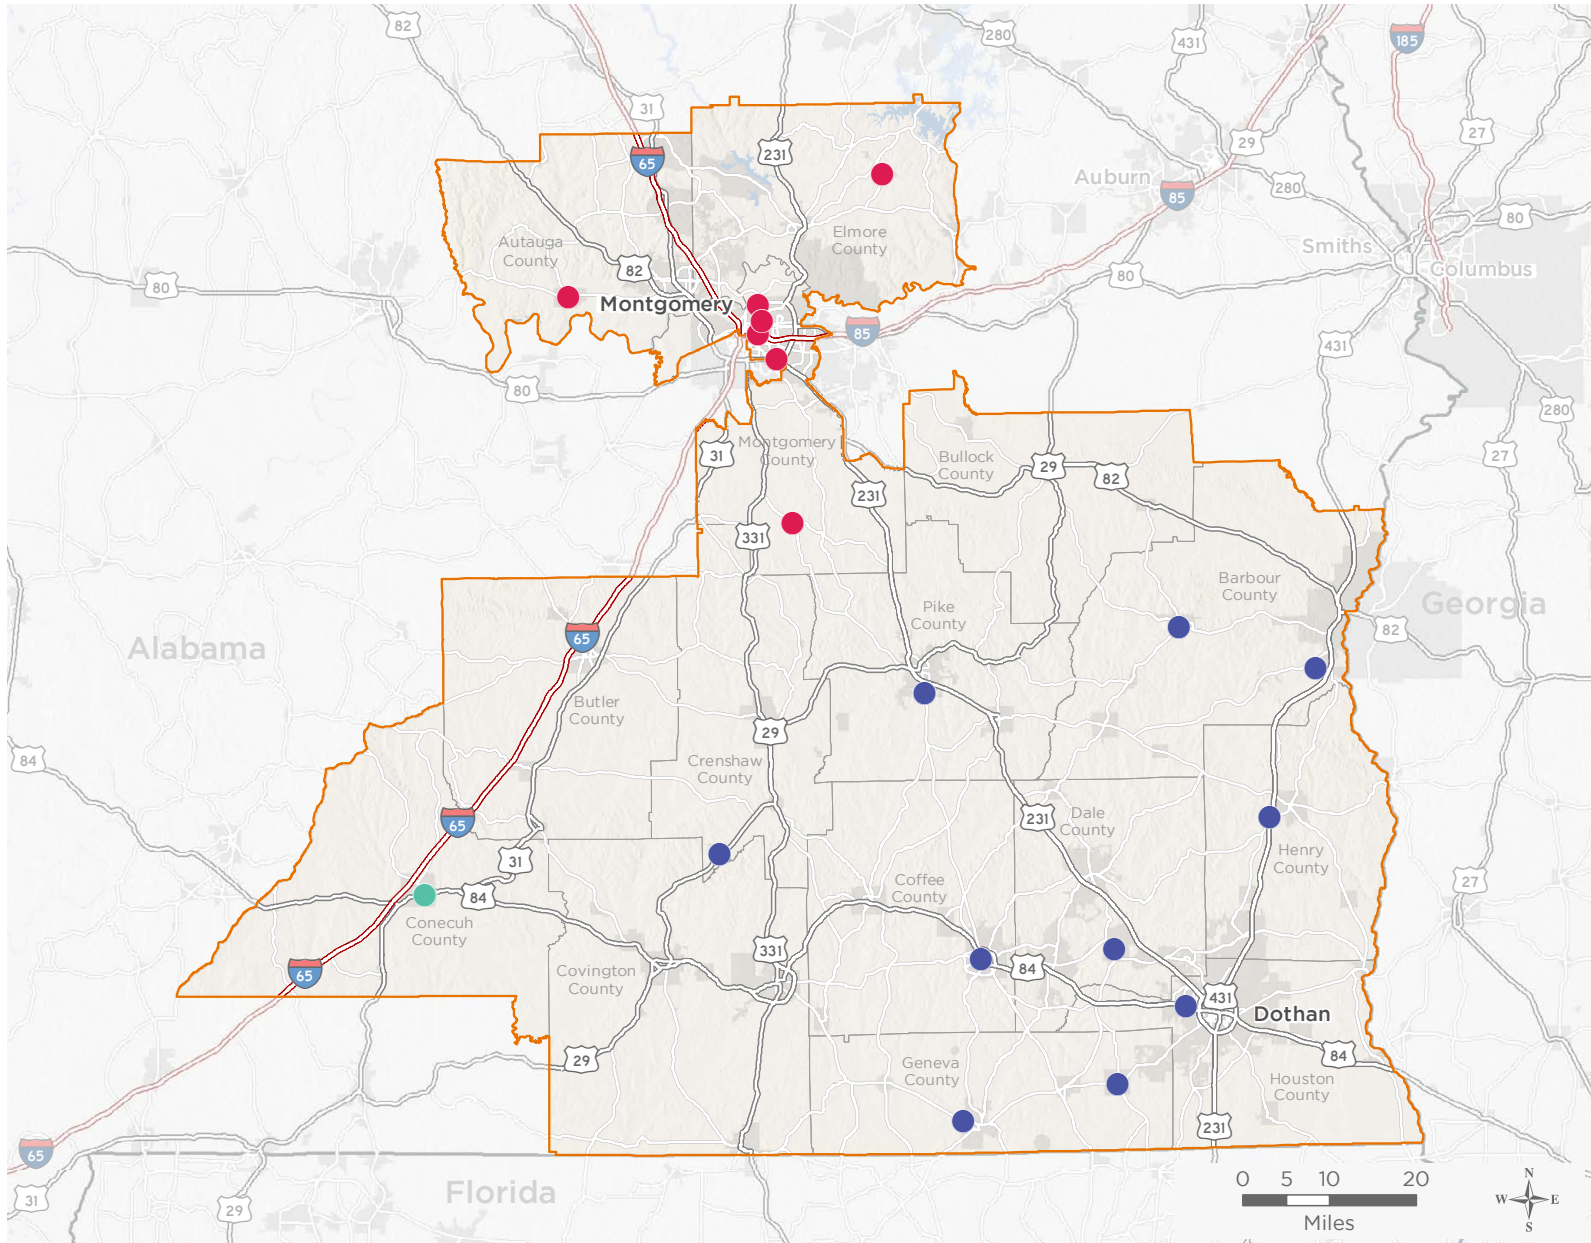 82
280
431
185
31
27
29
231
65
Auburn
280
85
80
Elmore
County
Autauga
County
Smiths
Columbus
82
80
80
Montgomery
85
431
80
280
Montgomery
County
31
Bullock
County
29
82
27
231
331
Barbour
County
Pike
County
Georgia
82
65
Alabama
Butler
County
29
84
Crenshaw
County
65
231
Dale
County
31
Henry
County
Coffee
County
27
84
Conecuh
County
331
65
Covington
County
84
431
Dothan
29
84
Geneva
County
Houston
County
231
65
31
Florida
29
0 5 10 20
Miles
N
W E
S